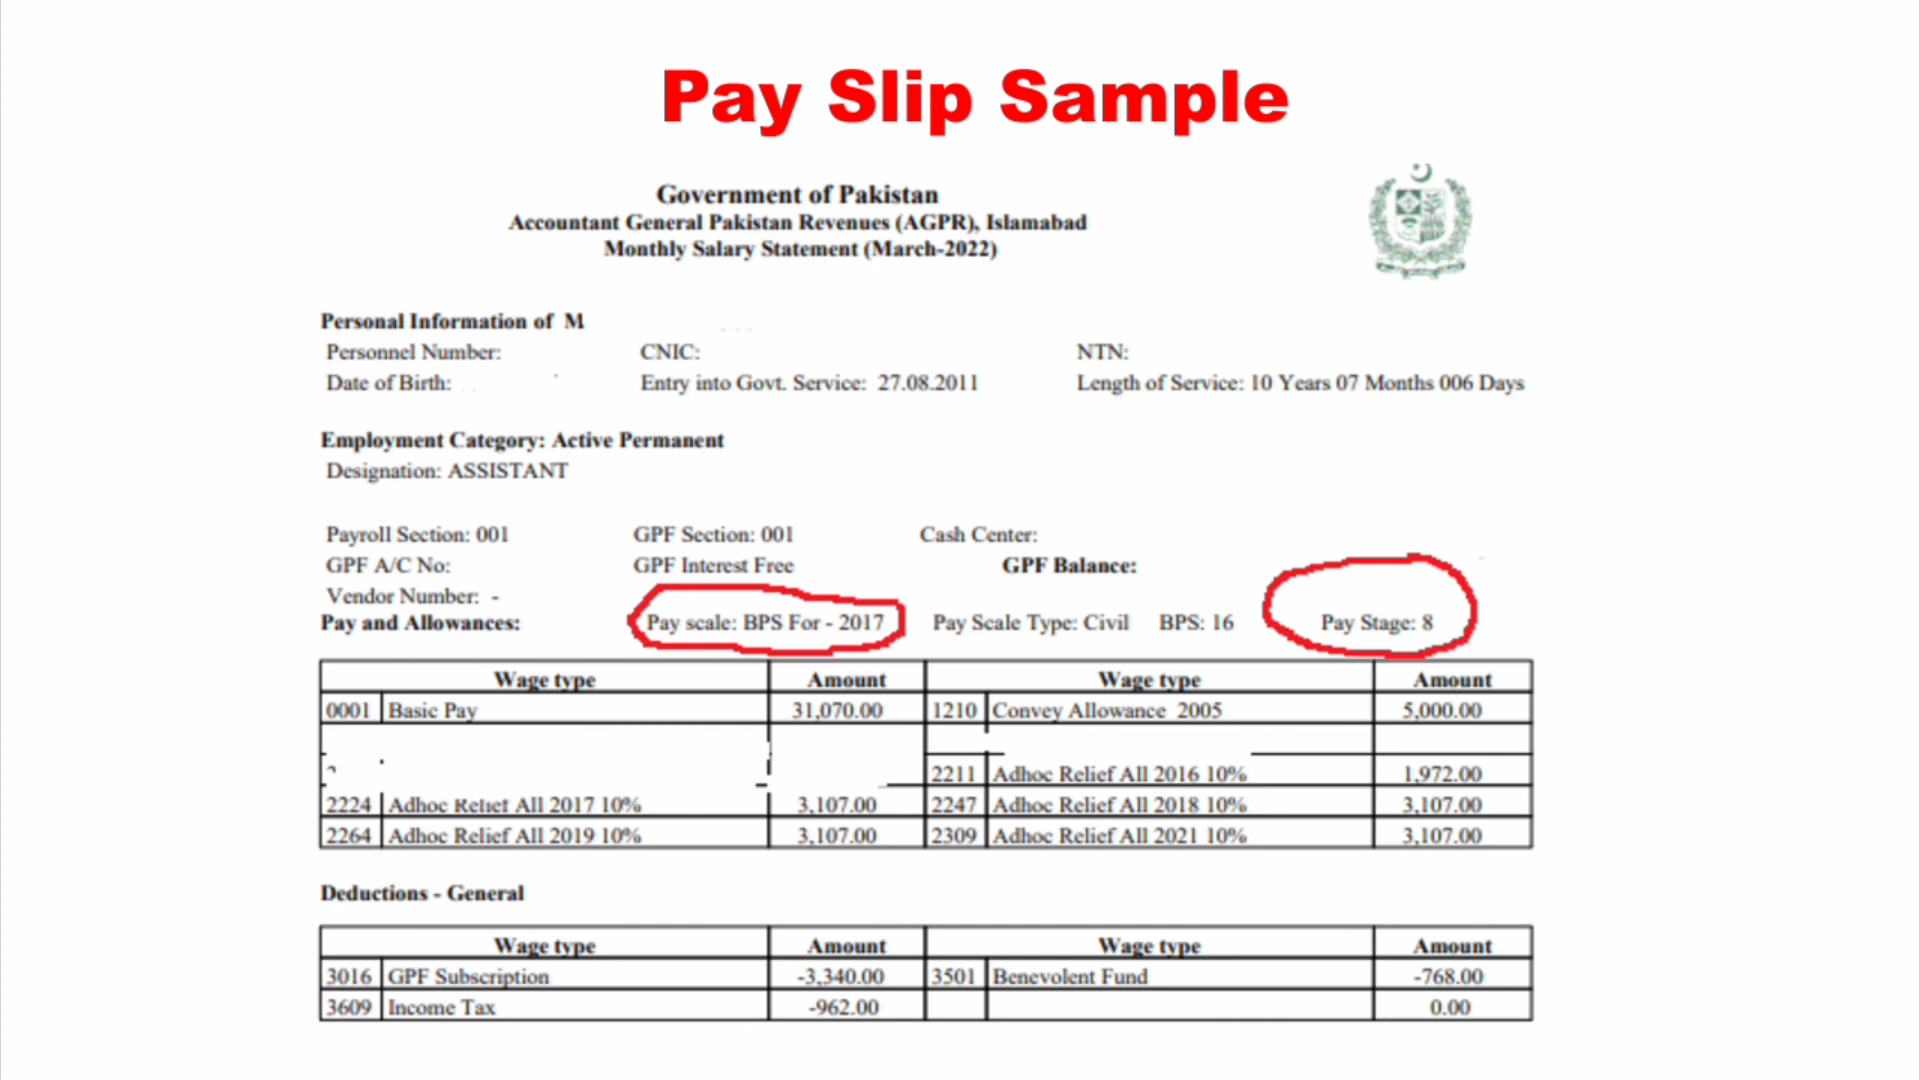 Pay Slip Sample
Government of Pakistan
Accountant General Pakistan Revenues (AGPR), Islamabad
Monthly Salary Statement (March-2022)
Personal Information of M
Personnel Number: CNIC: NTN:
Date of Birth: Entry into Govt. Service: 27.08.2011 Length of Service: 10 Years 07 Months 006 Days
Employment Category: Active Permanent
Designation: ASSISTANT
Payroll Section: 001 GPF Section: 001 Cash Center:
GPF A/C No: GPF Interest Free GPF Balance:
Vendor Number: -
Pay and Allowances: Pay scale: BPS For - 2017 Pay Scale Type: Civil BPS: 16 Pay Stage: 8
Wage type Amount Wage type Amount
0001 Basic Pay 31,070.00 1210 Convey Allowance 2005 5,000.00
2211 Adhoc Relief All 2016 10% 1,972.00
2224 Adhoc Relief All 2017 10% 3,107.00 2247 Adhoc Relief All 2018 10% 3,107.00
2264 Adhoc Relief All 2019 10% 3,107.00 2309 Adhoc Relief All 2021 10% 3,107.00
Deductions - General
Wage type Amount Wage type Amount
3016 GPF Subscription -3,340.00 3501 Benevolent Fund -768.00
3609 Income Tax -962.00 0.00